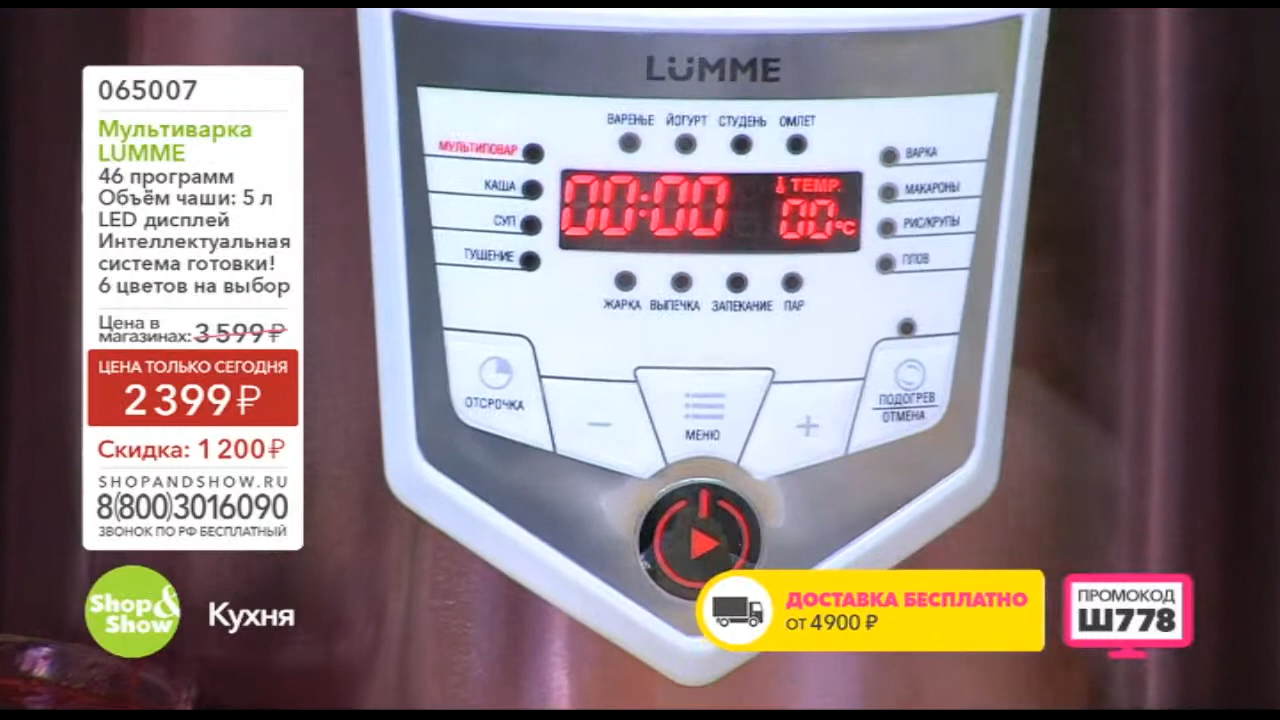 065007
Мультиварка
LUMME
46 программ
Объём чаши: 5 л
LED дисплей
Интеллектуальная
система готовки!
6 цветов на выбор
Цена в
магазинах: 3 599 ₽
ЦЕНА ТОЛЬКО СЕГОДНЯ
2 399 ₽
Скидка: 1 200 ₽
SHOPANDSHOW.RU
8(800)3016090
ЗВОНОК ПО РФ БЕСПЛАТНЫЙ
Shop&
Show
Кухня
LÜMME
ВАРЕНЬЕ ЙОГУРТ СТУДЕНЬ ОМЛЕТ
МУЛЬТИПОВАР
КАША
СУП
ТУШЕНИЕ
00:00
TEMP.
00°C
ВАРКА
МАКАРОНЫ
РИС/КРУПЫ
ПЛОВ
ЖАРКА ВЫПЕЧКА ЗАПЕКАНИЕ ПАР
ОТСРОЧКА
−
МЕНЮ
+
ПОДОГРЕВ
ОТМЕНА
ДОСТАВКА БЕСПЛАТНО
от 4900 ₽
ПРОМОКОД
Ш778